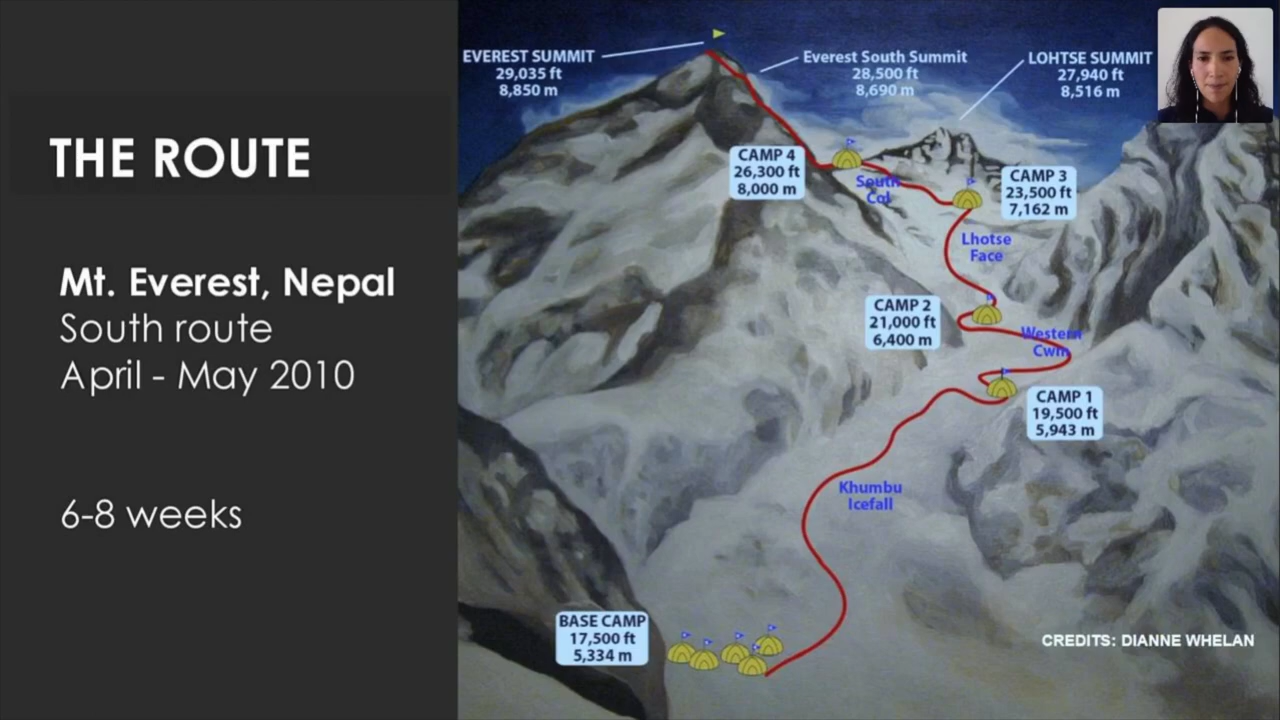 THE ROUTE
Mt. Everest, Nepal
South route
April - May 2010
6-8 weeks
EVEREST SUMMIT
29,035 ft
8,850 m
Everest South Summit
28,500 ft
8,690 m
LOHTSE SUMMIT
27,940 ft
8,516 m
CAMP 4
26,300 ft
8,000 m
South
Col
CAMP 3
23,500 ft
7,162 m
Lhotse
Face
CAMP 2
21,000 ft
6,400 m
Western
Cwm
CAMP 1
19,500 ft
5,943 m
Khumbu
Icefall
BASE CAMP
17,500 ft
5,334 m
CREDITS: DIANNE WHELAN